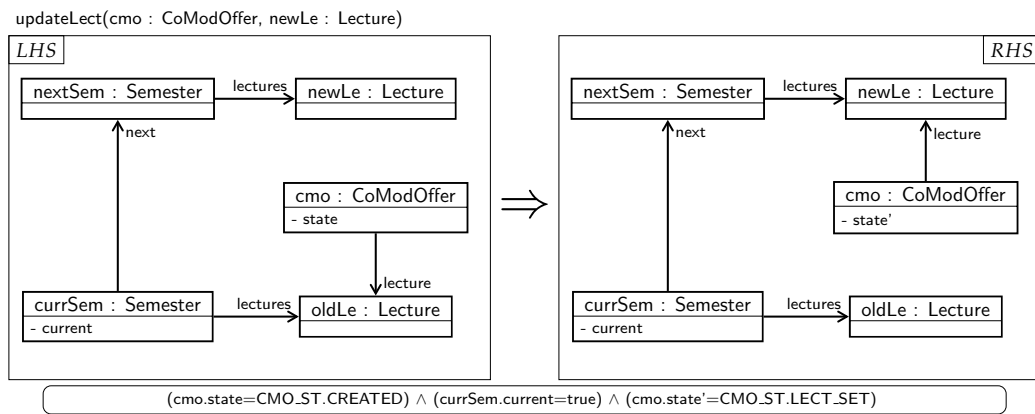 updateLect(cmo : CoModOffer, newLe : Lecture)
LHS
RHS
nextSem : Semester
lectures
newLe : Lecture
next
cmo : CoModOffer
- state
lecture
currSem : Semester
- current
lectures
oldLe : Lecture
⇒
nextSem : Semester
lectures
newLe : Lecture
next
lecture
cmo : CoModOffer
- state'
currSem : Semester
- current
lectures
oldLe : Lecture
(cmo.state=CMO_ST.CREATED) ∧ (currSem.current=true) ∧ (cmo.state'=CMO_ST.LECT_SET)